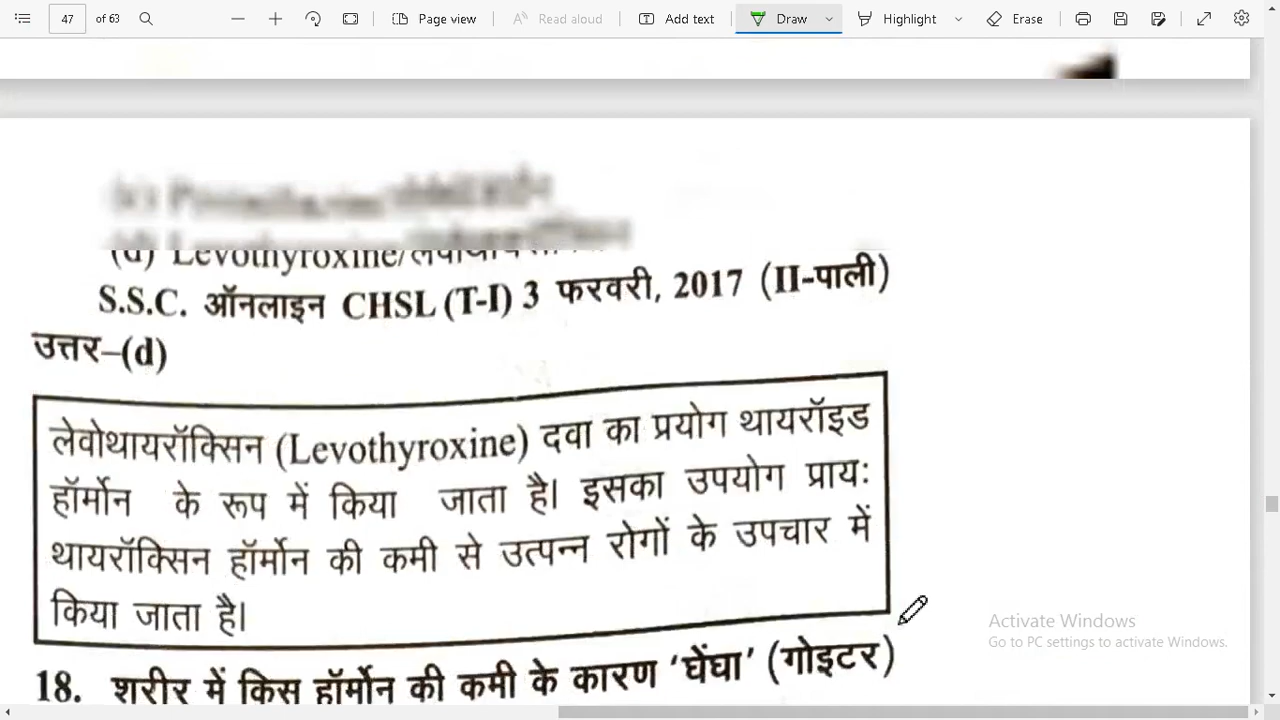 47 of 63 Page view Read aloud Add text Draw Highlight Erase
(d) Levothyroxine/
S.S.C. ऑनलाइन CHSL (T-I) 3 फरवरी, 2017 (II-पाली)
उत्तर–(d)
लेवोथायरॉक्सिन (Levothyroxine) दवा का प्रयोग थायरॉइड
हॉर्मोन के रूप में किया जाता है। इसका उपयोग प्रायः
थायरॉक्सिन हॉर्मोन की कमी से उत्पन्न रोगों के उपचार में
किया जाता है।
Activate Windows
Go to PC settings to activate Windows.
18. शरीर में किस हॉर्मोन की कमी के कारण ‘घेंघा’ (गोइटर)